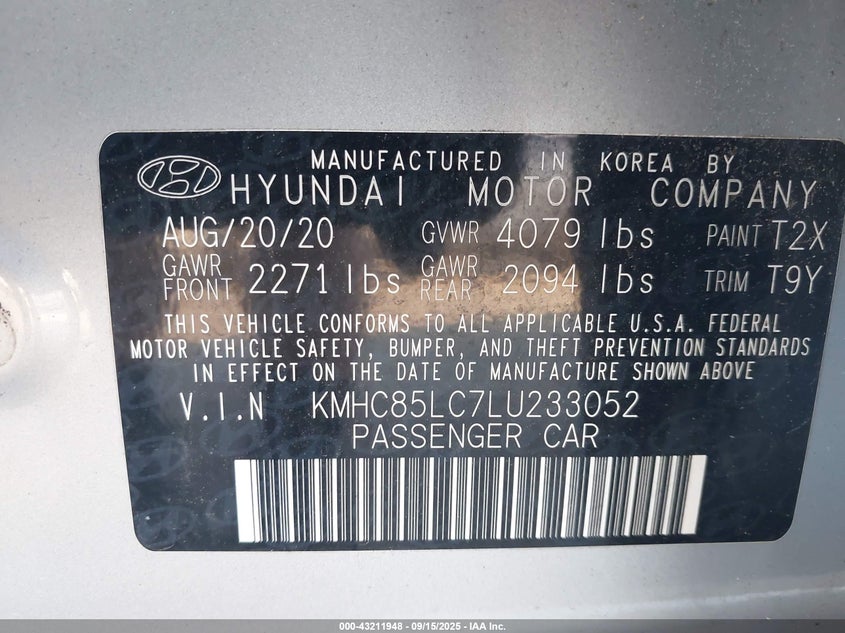 MANUFACTURED IN KOREA BY
HYUNDAI MOTOR COMPANY
AUG/20/20 GVWR 4079 lbs PAINT T2X
GAWR FRONT 2271 lbs GAWR REAR 2094 lbs TRIM T9Y
THIS VEHICLE CONFORMS TO ALL APPLICABLE U.S.A. FEDERAL
MOTOR VEHICLE SAFETY, BUMPER, AND THEFT PREVENTION STANDARDS
IN EFFECT ON THE DATE OF MANUFACTURE SHOWN ABOVE
V.I.N KMHC85LC7LU233052
PASSENGER CAR
000-43211948 - 09/15/2025 - IAA Inc.